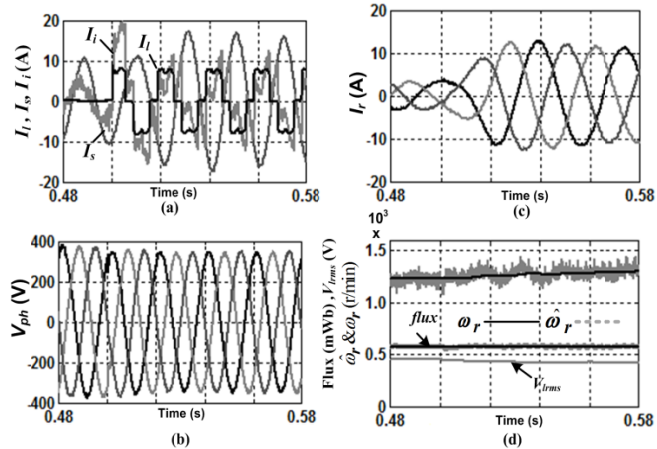 I_l , I_s, I_i (A)
20
10
0
-10
-20
I_i
I_l
I_s
0.48
Time (s)
0.58
(a)
I_r (A)
20
10
0
-10
-20
0.48
Time (s)
0.58
(c)
V_ph (V)
400
200
0
-200
-400
0.48
Time (s)
0.58
(b)
10^3
x
Flux (mWb) ,V_lrms (V)
ω̂_r &ω_r (r/min)
1.5
1.0
0.5
0
flux
ω_r
ω̂_r
V_lrms
0.48
Time (s)
0.58
(d)